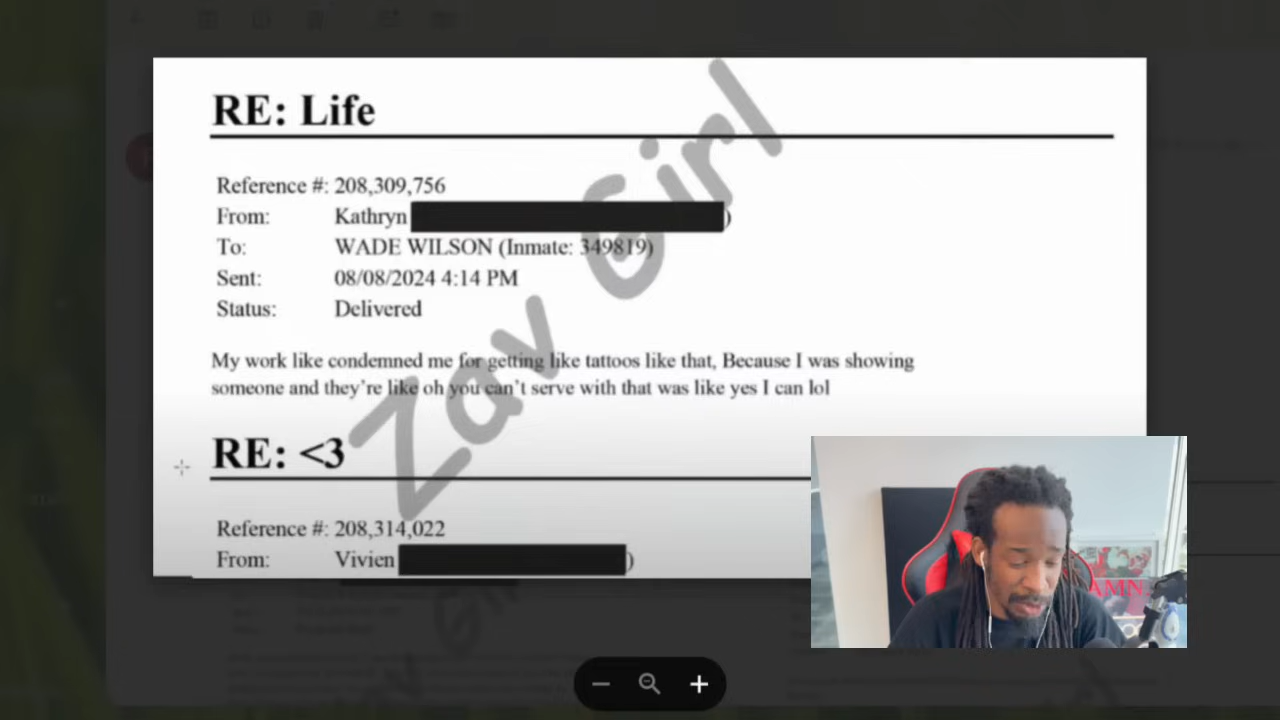 RE: Life
Reference #: 208,309,756
From: Kathryn )
To: WADE WILSON (Inmate: 349819)
Sent: 08/08/2024 4:14 PM
Status: Delivered
My work like condemned me for getting like tattoos like that, Because I was showing
someone and they're like oh you can't serve with that was like yes I can lol
RE: <3
Reference #: 208,314,022
From: Vivien )
Zav Girl
AMN.